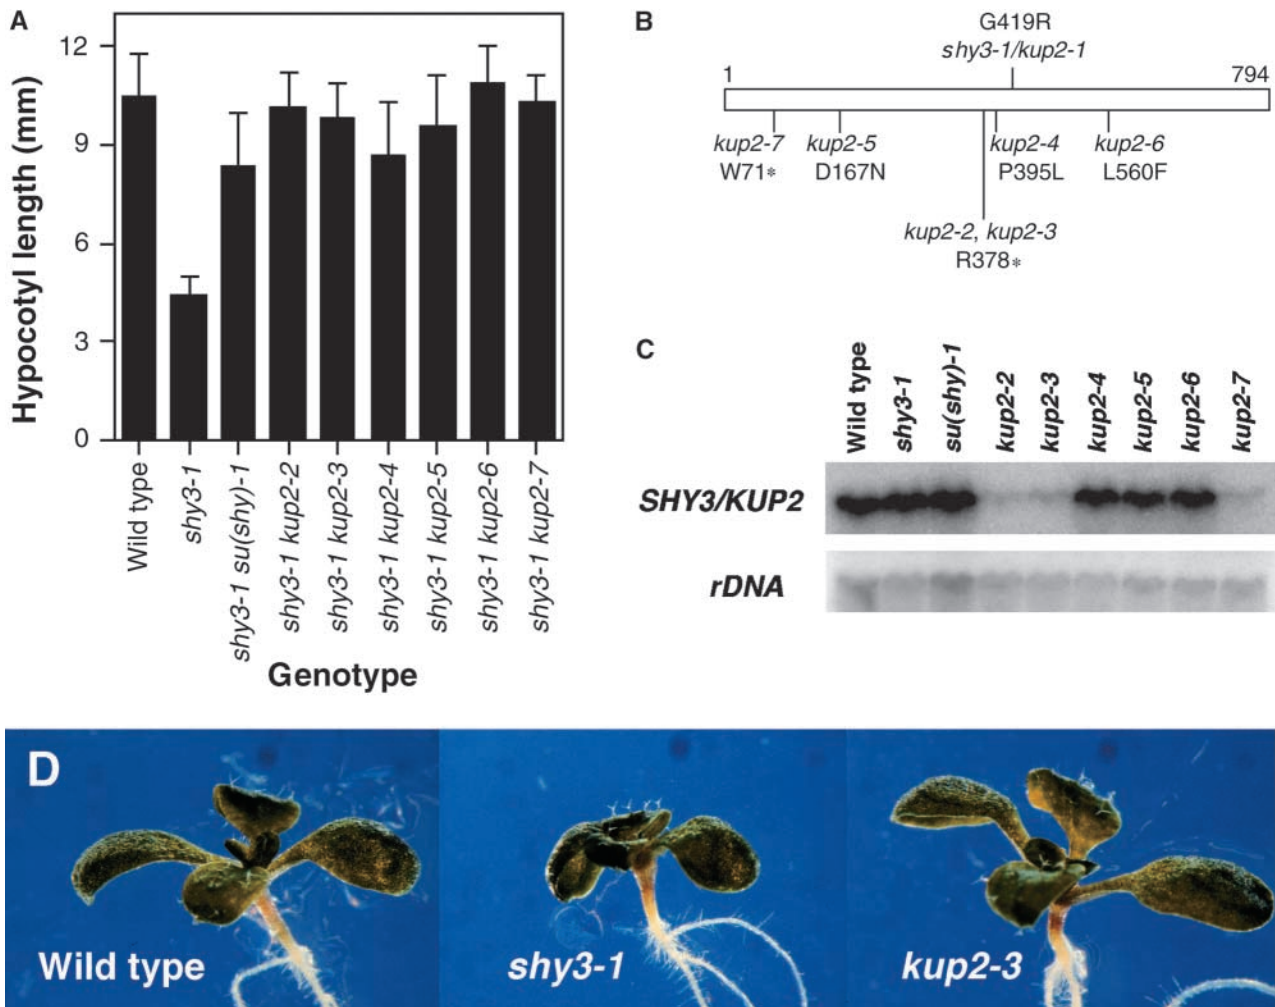 A
Hypocotyl length (mm)
12
9
6
3
0
Wild type
shy3-1
shy3-1 su(shy)-1
shy3-1 kup2-2
shy3-1 kup2-3
shy3-1 kup2-4
shy3-1 kup2-5
shy3-1 kup2-6
shy3-1 kup2-7
Genotype
B
G419R
shy3-1/kup2-1
1 794
kup2-7 kup2-5 kup2-4 kup2-6
W71* D167N P395L L560F
kup2-2, kup2-3
R378*
C
Wild type
shy3-1
su(shy)-1
kup2-2
kup2-3
kup2-4
kup2-5
kup2-6
kup2-7
SHY3/KUP2
rDNA
D
Wild type
shy3-1
kup2-3